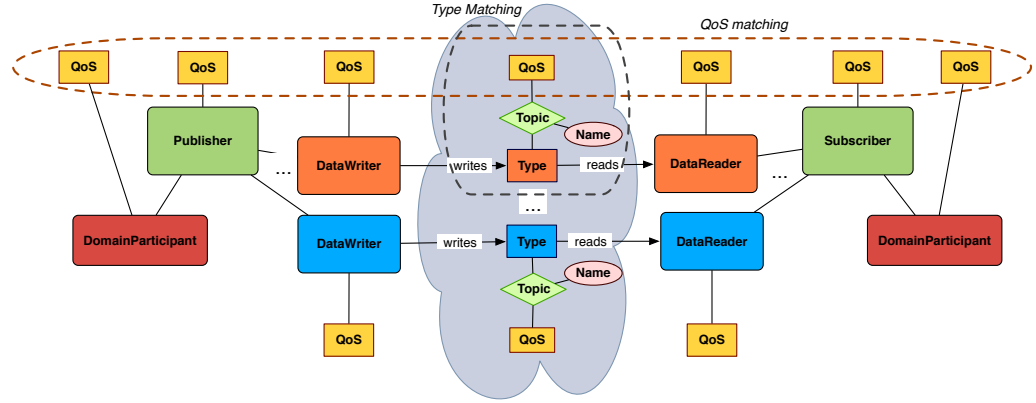 Type Matching
QoS matching
QoS
QoS
QoS
QoS
QoS
QoS
QoS
Topic
Name
Publisher
Subscriber
DataWriter
writes
Type
reads
DataReader
...
...
...
DomainParticipant
DataWriter
writes
Type
reads
DataReader
DomainParticipant
Name
Topic
QoS
QoS
QoS